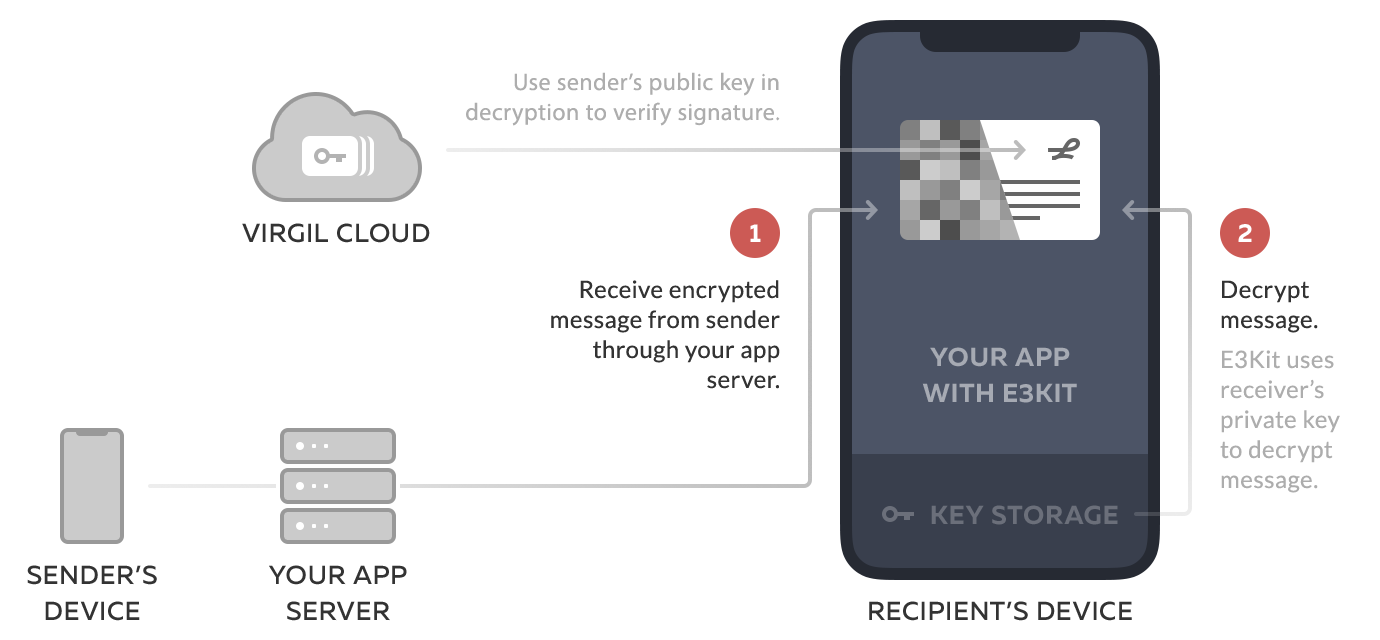 Use sender’s public key in
decryption to verify signature.
VIRGIL CLOUD
1
Receive encrypted
message from sender
through your app
server.
2
Decrypt
message.
E3Kit uses
receiver’s
private key
to decrypt
message.
YOUR APP
WITH E3KIT
KEY STORAGE
SENDER’S
DEVICE
YOUR APP
SERVER
RECIPIENT’S DEVICE